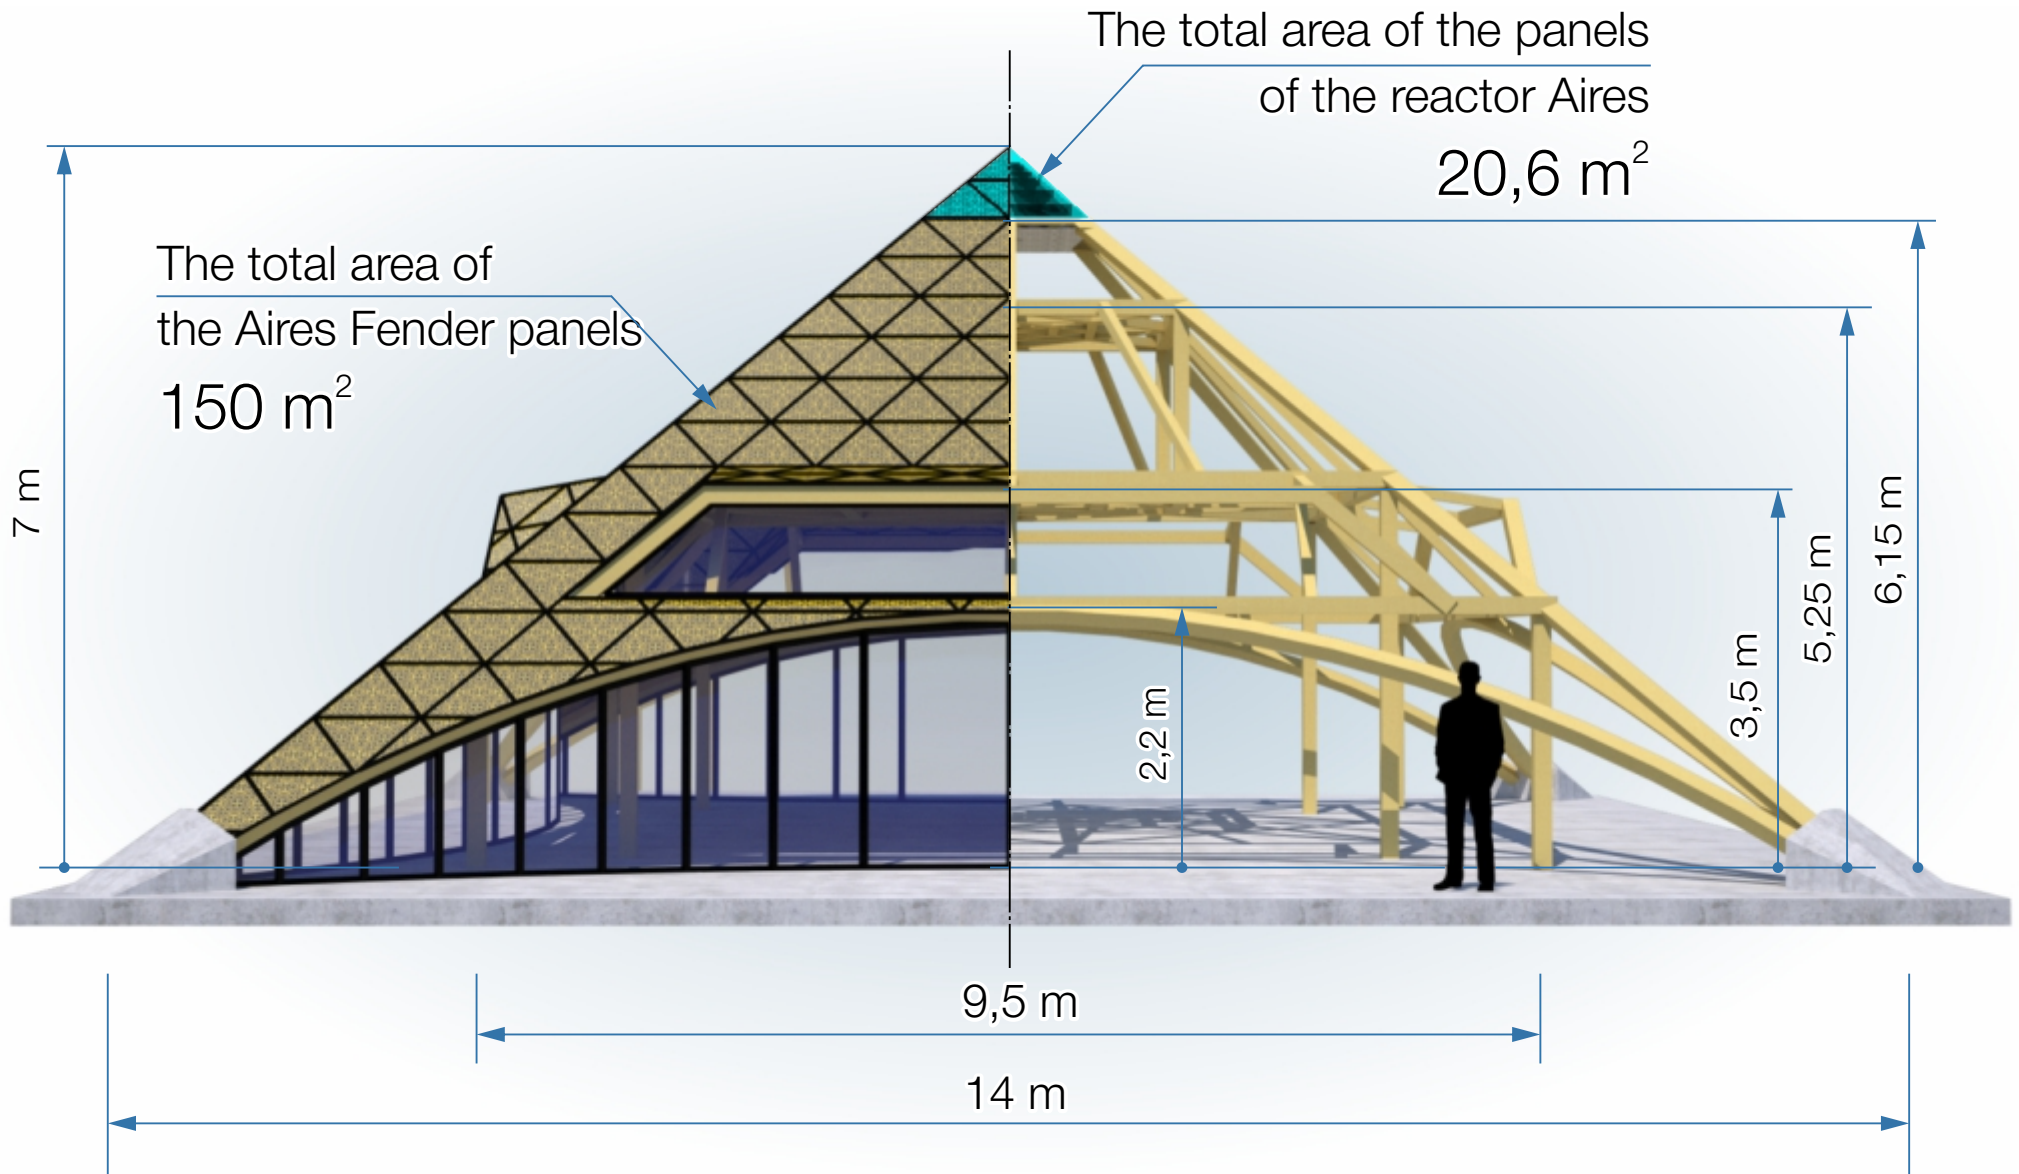 The total area of the panels
of the reactor Aires
20,6 m²
The total area of
the Aires Fender panels
150 m²
7 m
2,2 m
3,5 m
5,25 m
6,15 m
9,5 m
14 m